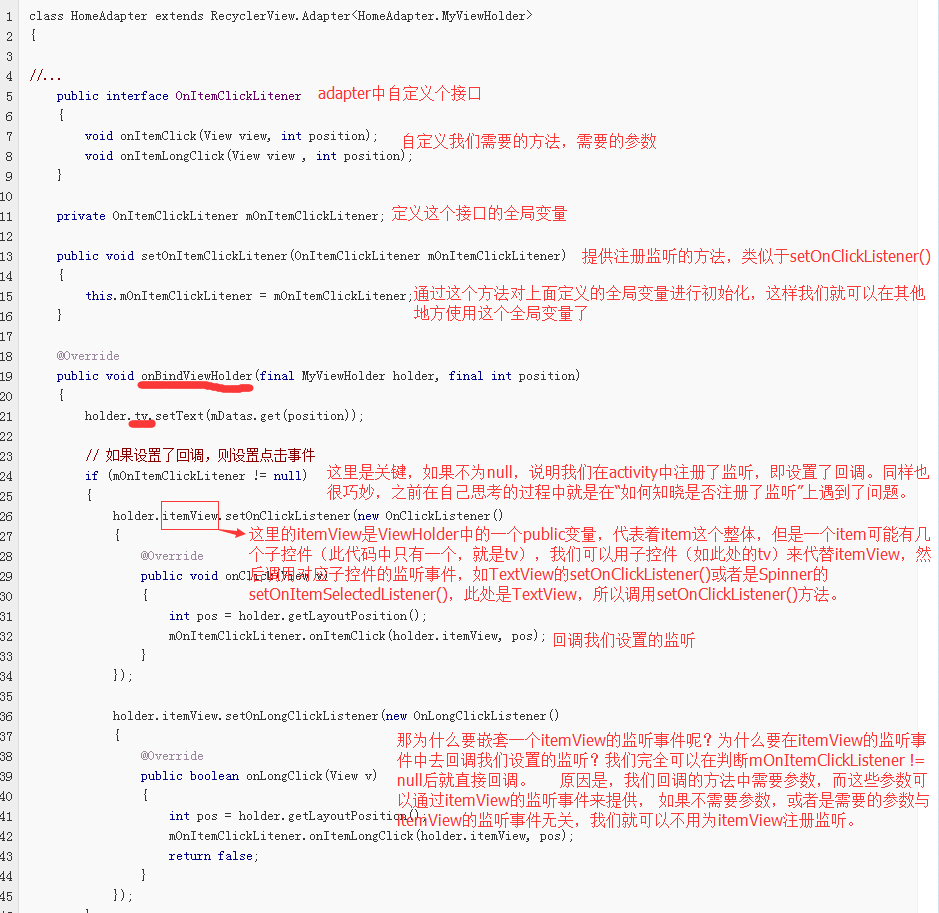 1 class HomeAdapter extends RecyclerView.Adapter<HomeAdapter.MyViewHolder>
2 {
3
4 //...
5 public interface OnItemClickLitener adapter中自定义个接口
6 {
7 void onItemClick(View view, int position);
自定义我们需要的方法，需要的参数
8 void onItemLongClick(View view , int position);
9 }
10
11 private OnItemClickLitener mOnItemClickLitener; 定义这个接口的全局变量
12
13 public void setOnItemClickLitener(OnItemClickLitener mOnItemClickLitener) 提供注册监听的方法，类似于setOnClickListener()
14 {
15 this.mOnItemClickLitener = mOnItemClickLitener; 通过这个方法对上面定义的全局变量进行初始化，这样我们就可以在其他
16 } 地方使用这个全局变量了
17
18 @Override
19 public void onBindViewHolder(final MyViewHolder holder, final int position)
20 {
21 holder.tv.setText(mDatas.get(position));
22
23 // 如果设置了回调，则设置点击事件
24 if (mOnItemClickLitener != null) 这里是关键，如果不为null，说明我们在activity中注册了监听，即设置了回调。同样也
25 { 很巧妙，之前在自己思考的过程中就是在“如何知晓是否注册了监听”上遇到了问题。
26 holder.itemView.setOnClickListener(new OnClickListener()
27 { 这里的itemView是ViewHolder中的一个public变量，代表着item这个整体，但是一个item可能有几
28 @Override 个子控件（此代码中只有一个，就是tv），我们可以用子控件（如此处的tv）来代替itemView，然
29 public void onClick(View v) 后调用对应子控件的监听事件，如TextView的setOnClickListener()或者是Spinner的
30 { setOnItemSelectedListener()，此处是TextView，所以调用setOnClickListener()方法。
31 int pos = holder.getLayoutPosition();
32 mOnItemClickLitener.onItemClick(holder.itemView, pos); 回调我们设置的监听
33 }
34 });
35
36 holder.itemView.setOnLongClickListener(new OnLongClickListener()
37 { 那为什么要嵌套一个itemView的监听事件呢？为什么要在itemView的监听事
38 @Override 件中去回调我们设置的监听？我们完全可以在判断mOnItemClickListener !=
39 public boolean onLongClick(View v) null后就直接回调。 原因是，我们回调的方法中需要参数，而这些参数可
40 { 以通过itemView的监听事件来提供， 如果不需要参数，或者是需要的参数与
41 int pos = holder.getLayoutPosition(); itemView的监听事件无关，我们就可以不用为itemView注册监听。
42 mOnItemClickLitener.onItemLongClick(holder.itemView, pos);
43 return false;
44 }
45 });